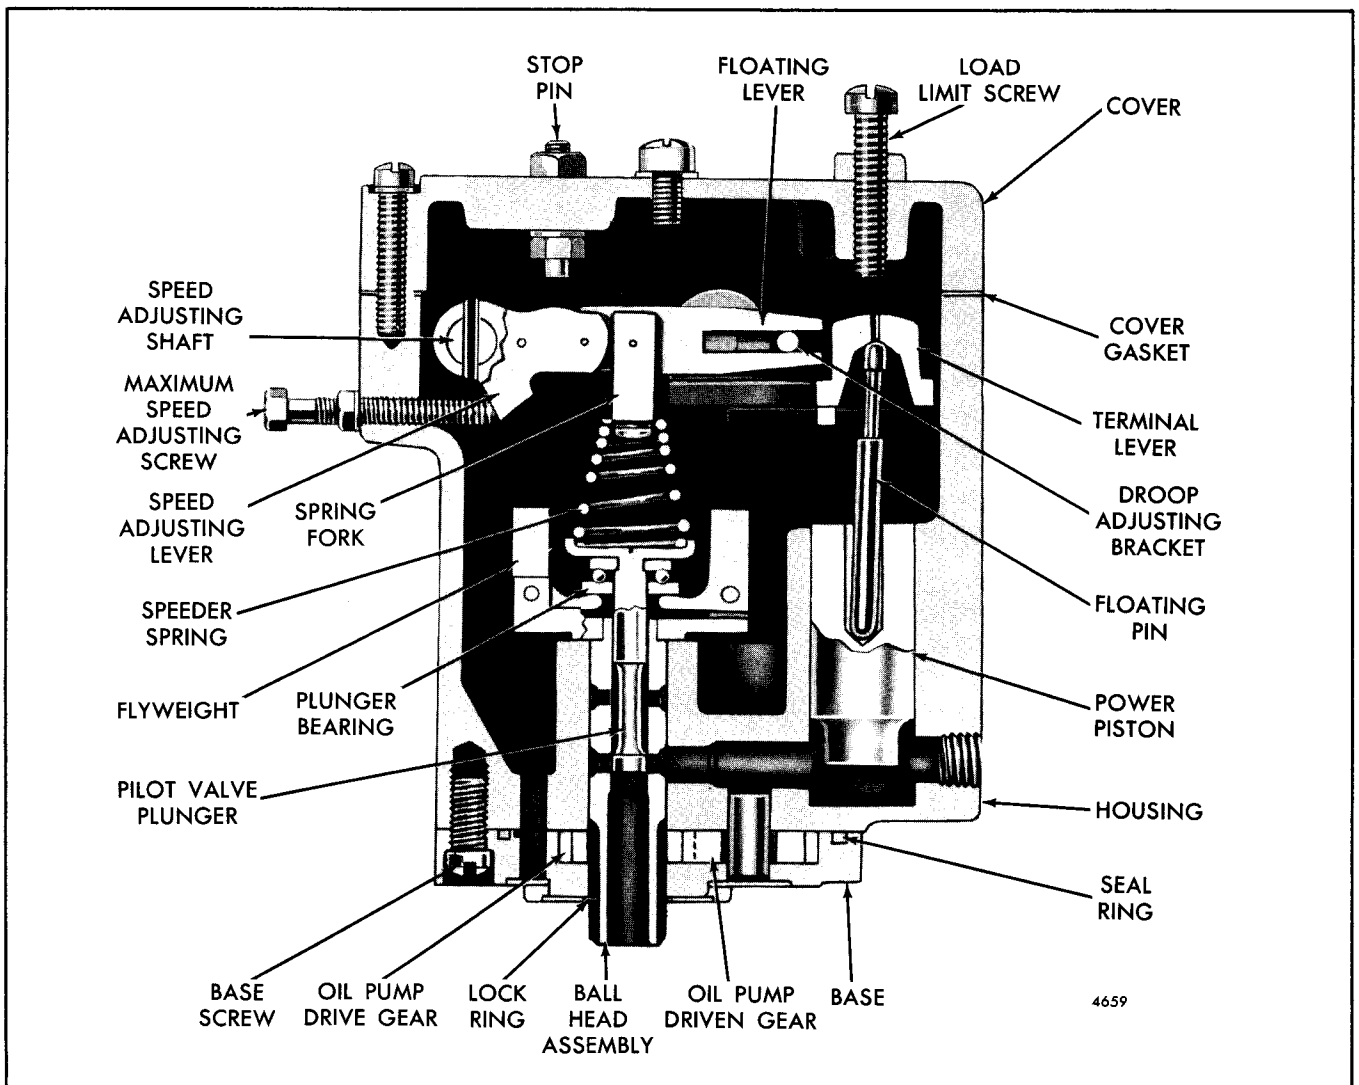 STOP
PIN
FLOATING
LEVER
LOAD
LIMIT SCREW
COVER
SPEED
ADJUSTING
SHAFT
MAXIMUM
SPEED
ADJUSTING
SCREW
SPEED
ADJUSTING
LEVER
SPRING
FORK
SPEEDER
SPRING
FLYWEIGHT
PLUNGER
BEARING
PILOT VALVE
PLUNGER
COVER
GASKET
TERMINAL
LEVER
DROOP
ADJUSTING
BRACKET
FLOATING
PIN
POWER
PISTON
HOUSING
SEAL
RING
BASE
SCREW
OIL PUMP
DRIVE GEAR
LOCK
RING
BALL
HEAD
ASSEMBLY
OIL PUMP
DRIVEN GEAR
BASE
4659